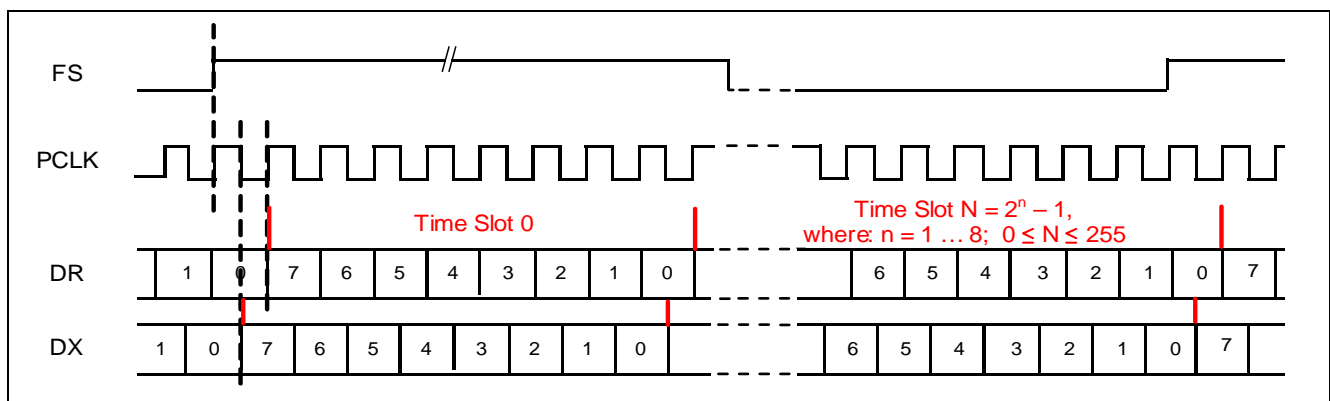 FS
PCLK
Time Slot 0
Time Slot N = 2ⁿ – 1,
where: n = 1 … 8; 0 ≤ N ≤ 255
DR 1 0 7 6 5 4 3 2 1 0 6 5 4 3 2 1 0 7
DX 1 0 7 6 5 4 3 2 1 0 6 5 4 3 2 1 0 7